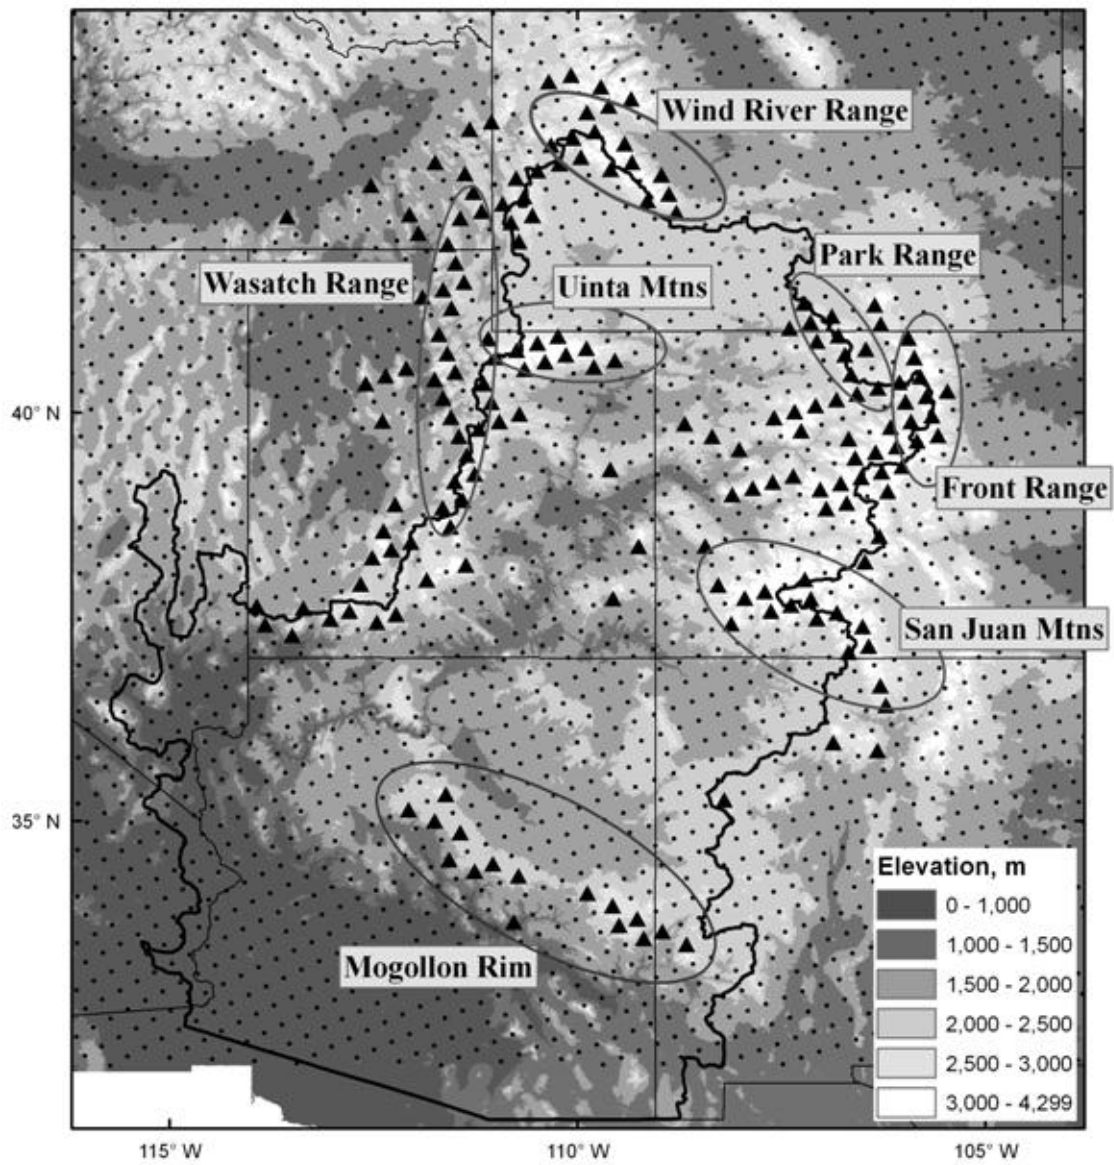 Wind River Range
Park Range
Wasatch Range
Uinta Mtns
40° N
Front Range
San Juan Mtns
35° N
Mogollon Rim
Elevation, m
0 - 1,000
1,000 - 1,500
1,500 - 2,000
2,000 - 2,500
2,500 - 3,000
3,000 - 4,299
115° W
110° W
105° W